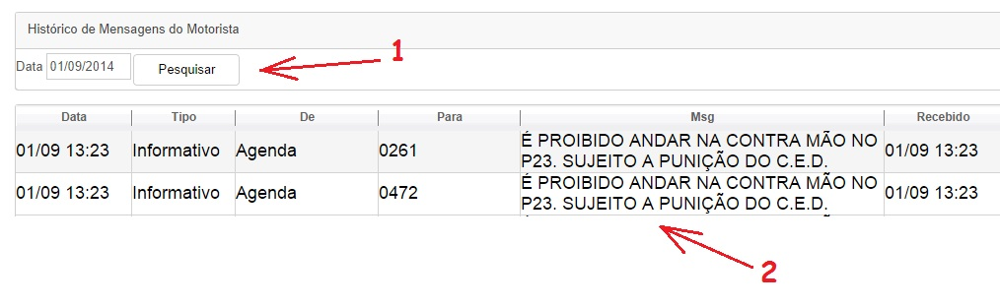 Histórico de Mensagens do Motorista
Data 01/09/2014 Pesquisar
1
Data Tipo De Para Msg Recebido
01/09 13:23 Informativo Agenda 0261 É PROIBIDO ANDAR NA CONTRA MÃO NO 01/09 13:23
P23. SUJEITO A PUNIÇÃO DO C.E.D.
01/09 13:23 Informativo Agenda 0472 É PROIBIDO ANDAR NA CONTRA MÃO NO 01/09 13:23
P23. SUJEITO A PUNIÇÃO DO C.E.D.
2